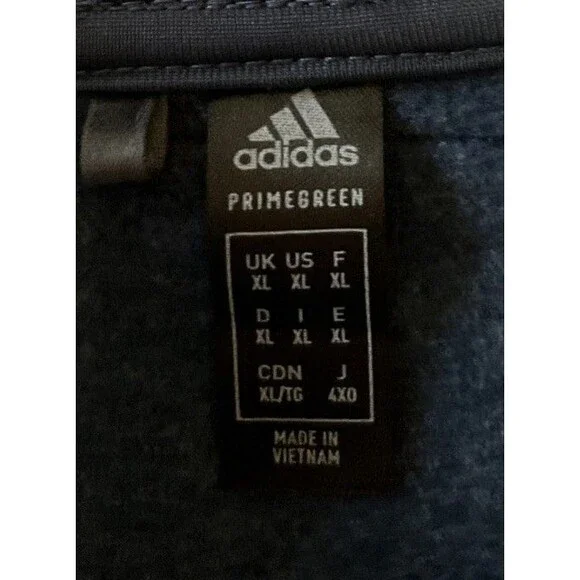 adidas
PRIMEGREEN
UK US F
XL XL XL
D I E
XL XL XL
CDN J
XL/TG 4XO
MADE IN
VIETNAM